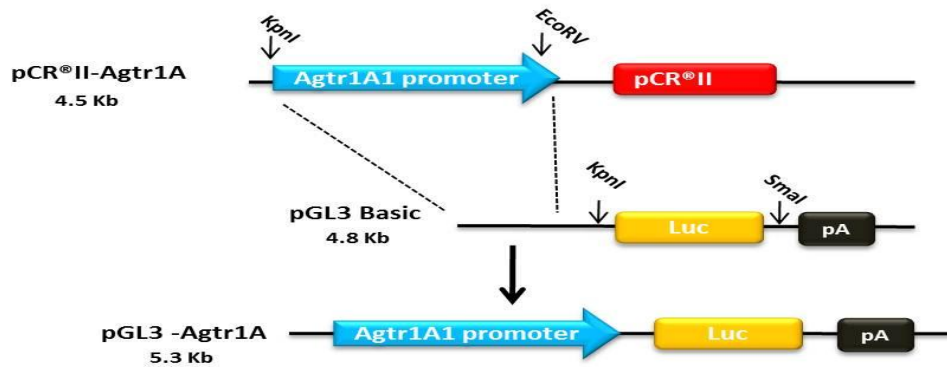 KpnI
EcoRV
pCR®II-Agtr1A
Agtr1A1 promoter
pCR®II
4.5 Kb
KpnI
SmaI
pGL3 Basic
Luc
pA
4.8 Kb
pGL3 -Agtr1A
Agtr1A1 promoter
Luc
pA
5.3 Kb